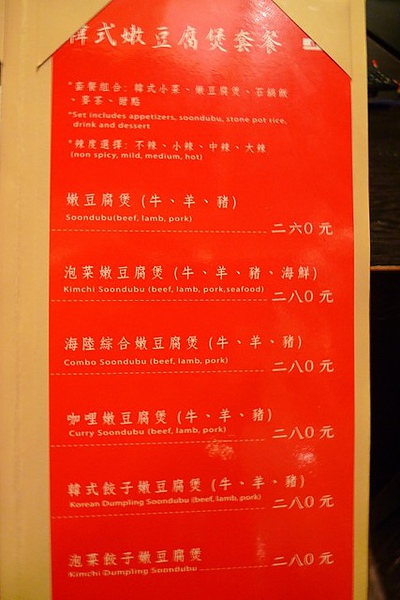 韓式嫩豆腐煲套餐
*套餐組合: 韓式小菜、嫩豆腐煲、石鍋飯
、麥茶、甜點
*Set includes appetizers, soondubu, stone pot rice,
drink and dessert
*辣度選擇: 不辣、小辣、中辣、大辣
(non spicy, mild, medium, hot)
嫩豆腐煲 (牛、羊、豬)
Soondubu(beef, lamb, pork)
二六0 元
泡菜嫩豆腐煲 (牛、羊、豬、海鮮)
Kimchi Soondubu (beef, lamb, pork,seafood)
二八0 元
海陸綜合嫩豆腐煲 (牛、羊、豬)
Combo Soondubu (beef, lamb, pork)
二八0 元
咖哩嫩豆腐煲 (牛、羊、豬)
Curry Soondubu (beef, lamb, pork)
二八0 元
韓式餃子嫩豆腐煲 (牛、羊、豬)
Korean Dumpling Soondubu (beef, lamb, pork)
二八0 元
泡菜餃子嫩豆腐煲
Kimchi Dumpling Soondubu
二八0 元